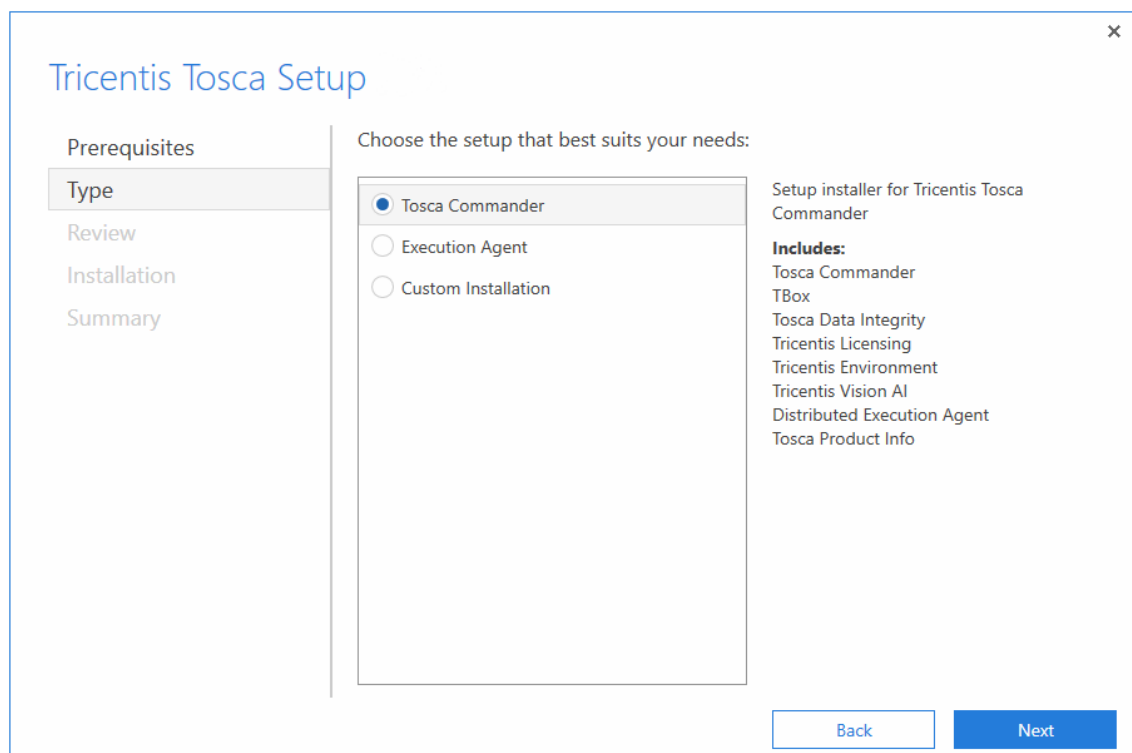 Tricentis Tosca Setup
Prerequisites
Type
Review
Installation
Summary
Choose the setup that best suits your needs:
Tosca Commander
Execution Agent
Custom Installation
Setup installer for Tricentis Tosca
Commander
Includes:
Tosca Commander
TBox
Tosca Data Integrity
Tricentis Licensing
Tricentis Environment
Tricentis Vision AI
Distributed Execution Agent
Tosca Product Info
Back
Next